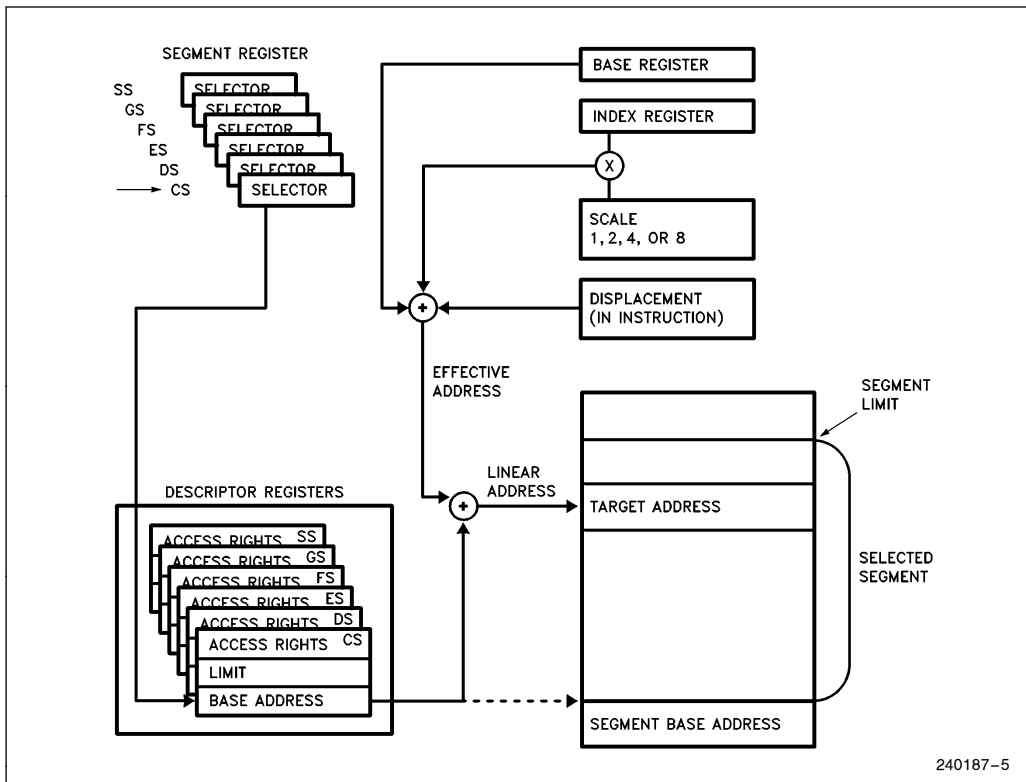 SEGMENT REGISTER
SS
GS
FS
ES
DS
CS
SELECTOR
SELECTOR
SELECTOR
SELECTOR
SELECTOR
SELECTOR
BASE REGISTER
INDEX REGISTER
X
SCALE
1, 2, 4, OR 8
DISPLACEMENT
(IN INSTRUCTION)
+
EFFECTIVE
ADDRESS
SEGMENT
LIMIT
LINEAR
ADDRESS
+
TARGET ADDRESS
SELECTED
SEGMENT
SEGMENT BASE ADDRESS
DESCRIPTOR REGISTERS
ACCESS RIGHTS SS
ACCESS RIGHTS GS
ACCESS RIGHTS FS
ACCESS RIGHTS ES
ACCESS RIGHTS DS
ACCESS RIGHTS CS
LIMIT
BASE ADDRESS
240187–5